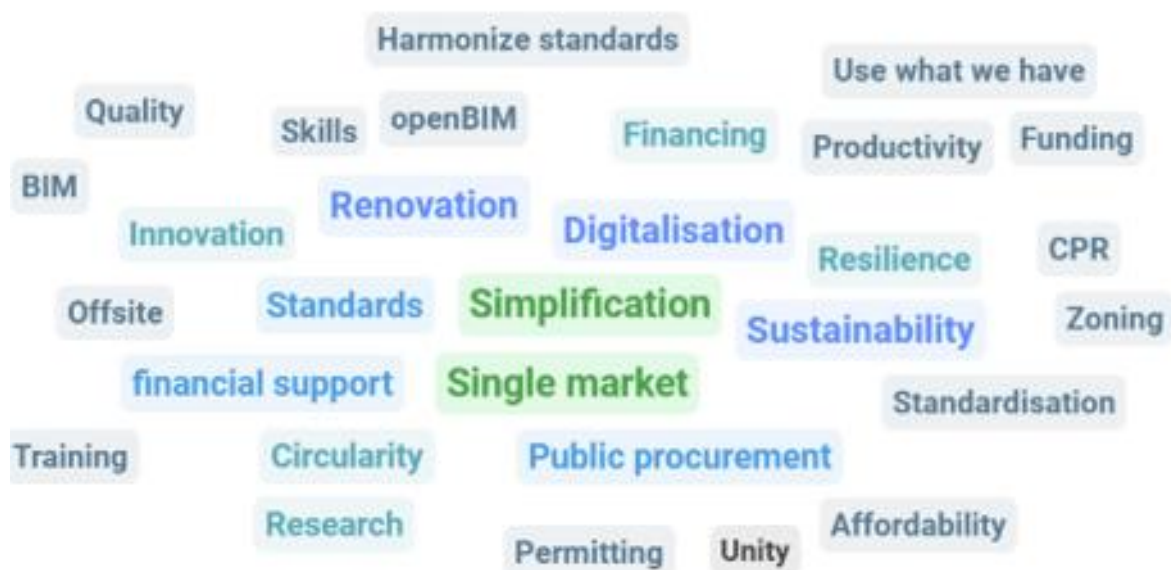 Harmonize standards
Use what we have
Quality
Skills
openBIM
Financing
Productivity
Funding
BIM
Renovation
Innovation
Digitalisation
Resilience
CPR
Offsite
Standards
Simplification
Sustainability
Zoning
financial support
Single market
Standardisation
Training
Circularity
Public procurement
Research
Permitting
Unity
Affordability